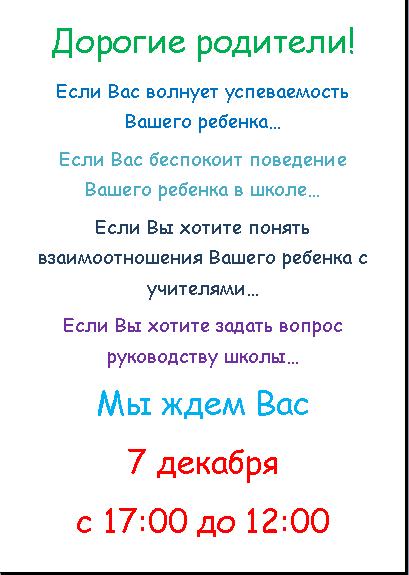 Дорогие родители!
Если Вас волнует успеваемость
Вашего ребенка…
Если Вас беспокоит поведение
Вашего ребенка в школе…
Если Вы хотите понять
взаимоотношения Вашего ребенка с
учителями…
Если Вы хотите задать вопрос
руководству школы…
Мы ждем Вас
7 декабря
с 17:00 до 12:00